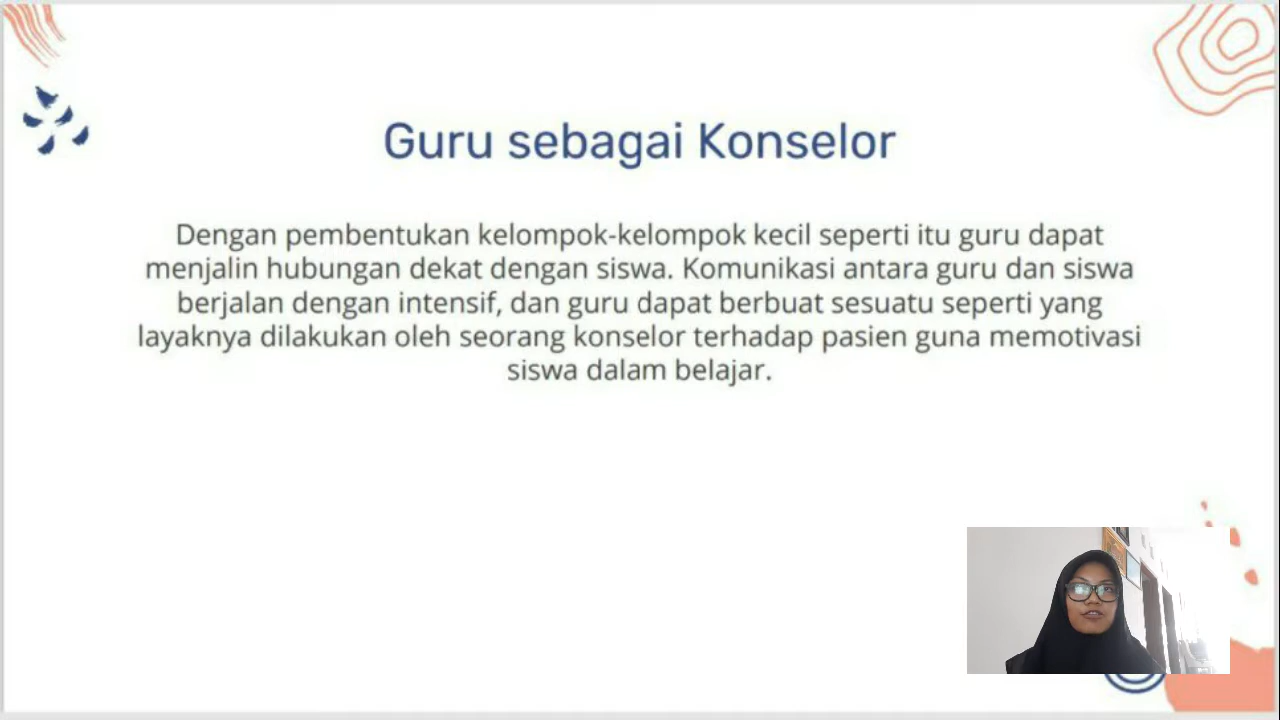 Guru sebagai Konselor
Dengan pembentukan kelompok-kelompok kecil seperti itu guru dapat
menjalin hubungan dekat dengan siswa. Komunikasi antara guru dan siswa
berjalan dengan intensif, dan guru dapat berbuat sesuatu seperti yang
layaknya dilakukan oleh seorang konselor terhadap pasien guna memotivasi
siswa dalam belajar.